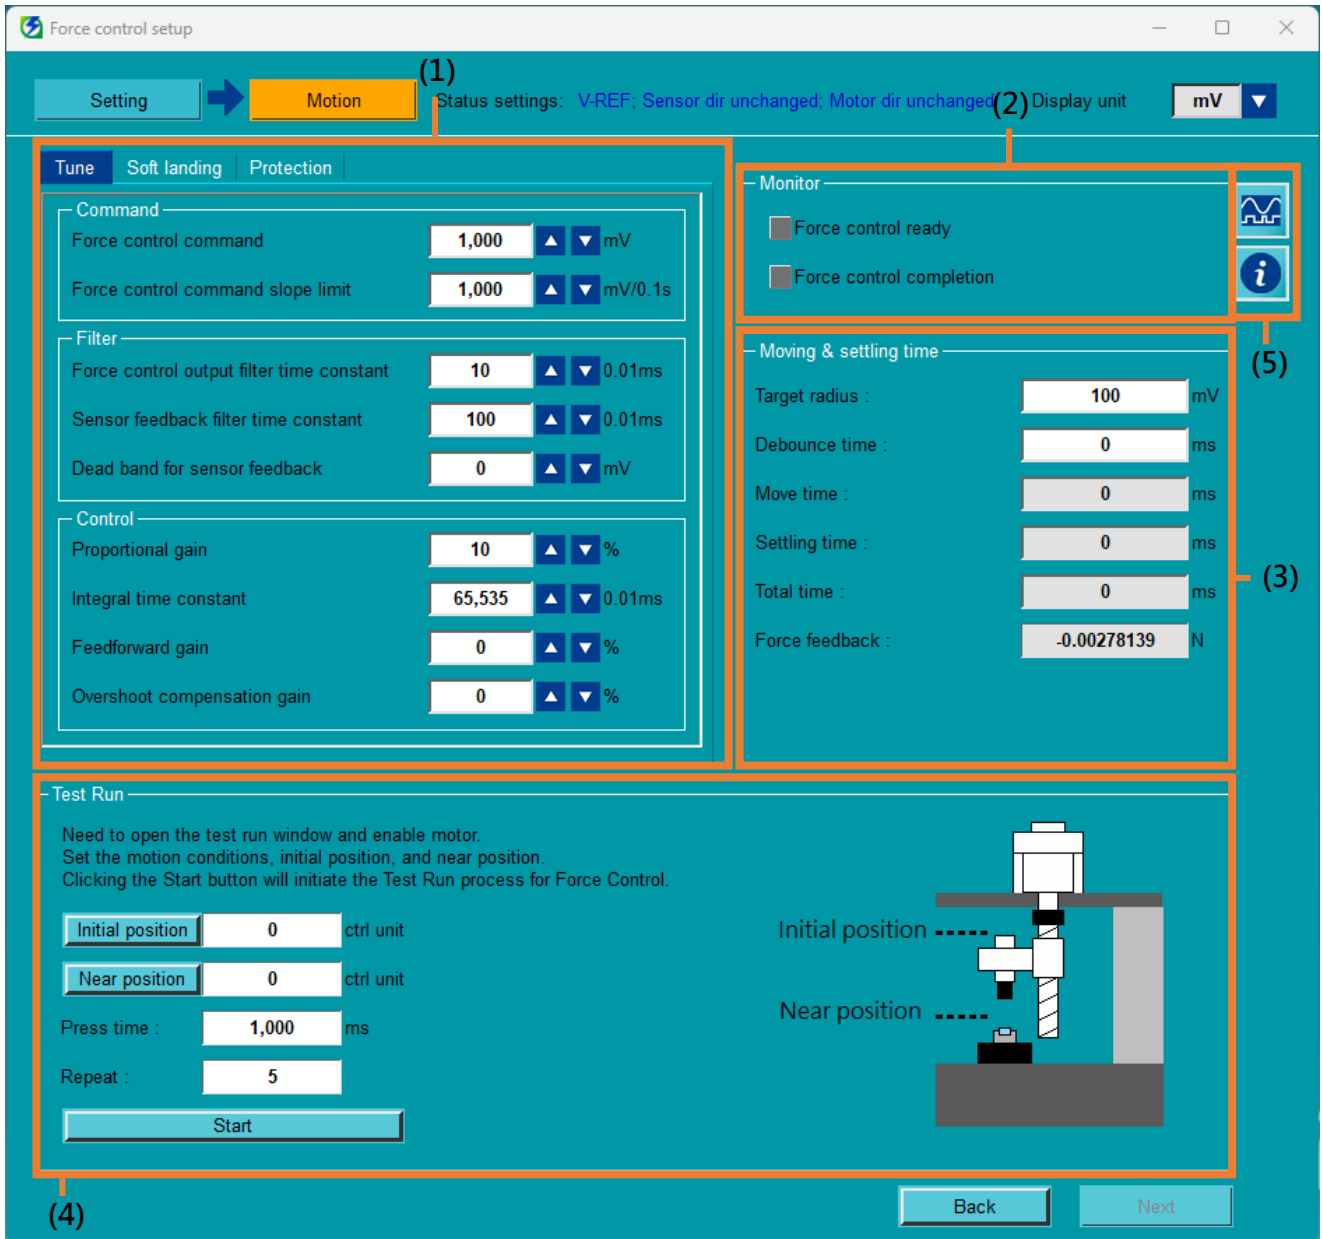 Force control setup
(1)
Setting
Motion
Status settings: V-REF; Sensor dir unchanged; Motor dir unchanged
(2)
Display unit
mV
Tune
Soft landing
Protection
Command
Force control command 1,000 mV
Force control command slope limit 1,000 mV/0.1s
Filter
Force control output filter time constant 10 0.01ms
Sensor feedback filter time constant 100 0.01ms
Dead band for sensor feedback 0 mV
Control
Proportional gain 10 %
Integral time constant 65,535 0.01ms
Feedforward gain 0 %
Overshoot compensation gain 0 %
Monitor
Force control ready
Force control completion
i
(5)
Moving & settling time
Target radius : 100 mV
Debounce time : 0 ms
Move time : 0 ms
Settling time : 0 ms
(3)
Total time : 0 ms
Force feedback : -0.00278139 N
Test Run
Need to open the test run window and enable motor.
Set the motion conditions, initial position, and near position.
Clicking the Start button will initiate the Test Run process for Force Control.
Initial position 0 ctrl unit
Near position 0 ctrl unit
Press time : 1,000 ms
Repeat : 5
Start
Initial position
Near position
(4)
Back
Next